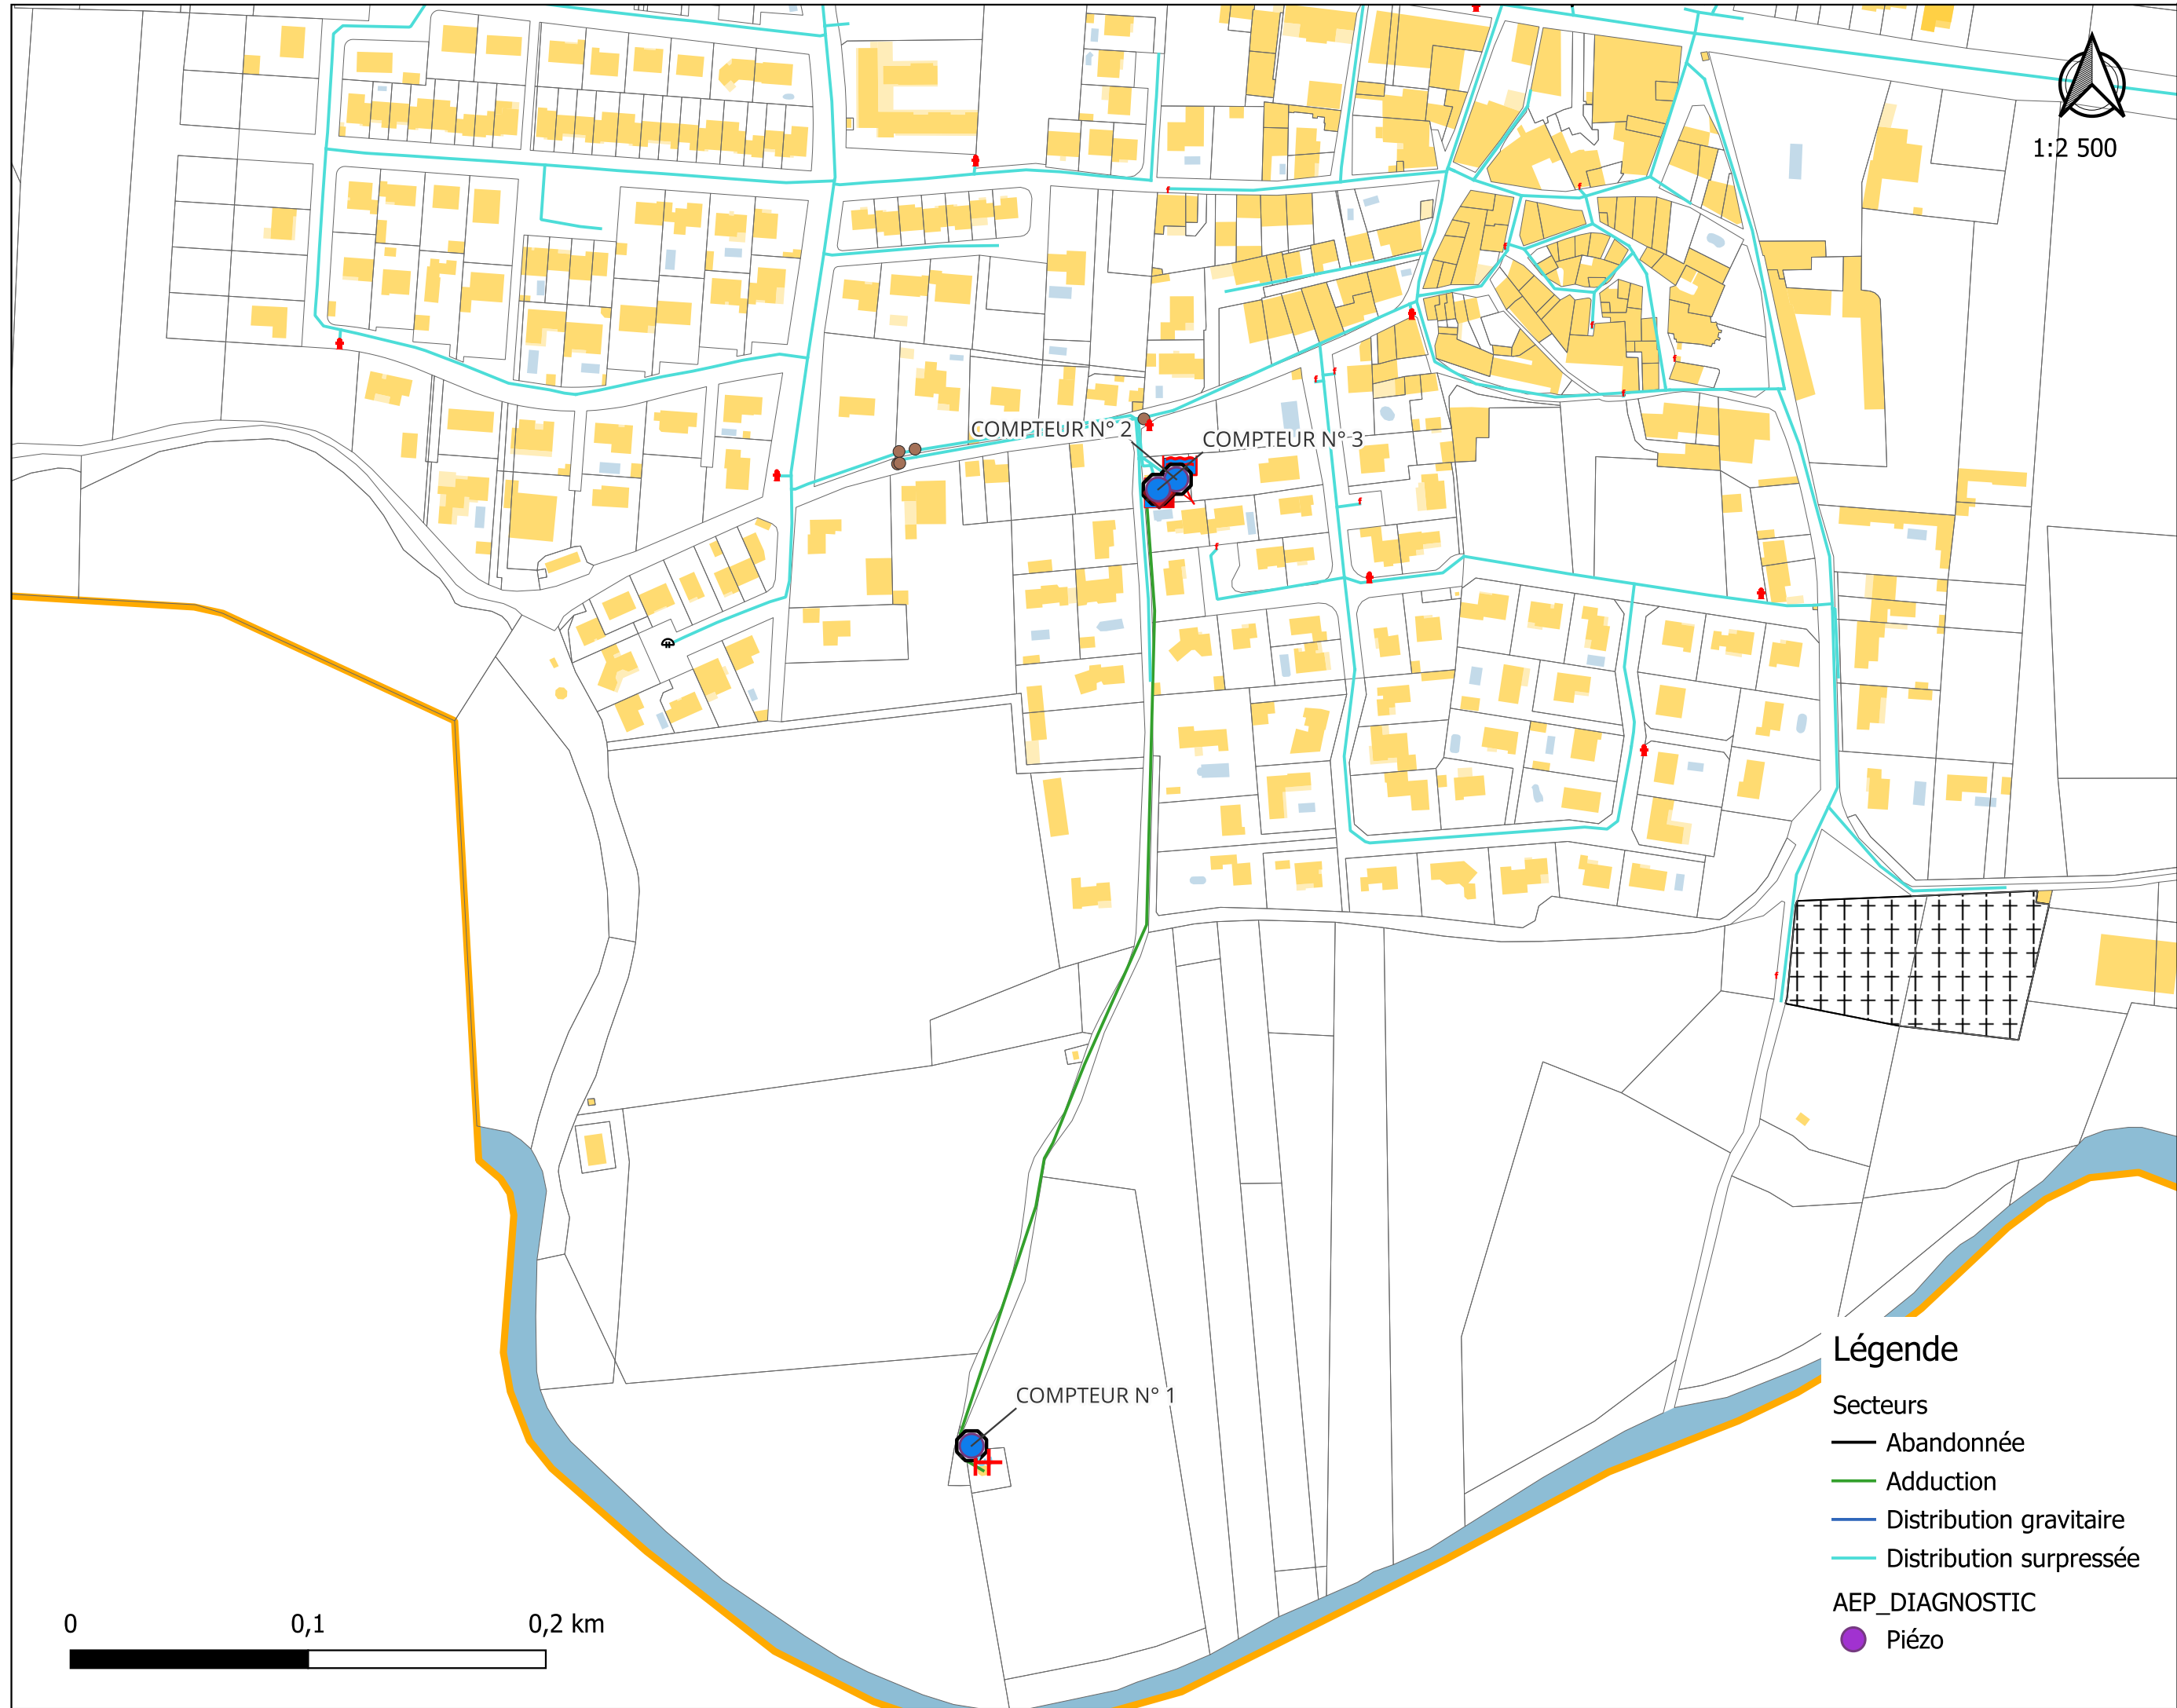 1:2 500
COMPTEUR N° 2
COMPTEUR N° 3
COMPTEUR N° 1
Légende
Secteurs
Abandonnée
Adduction
Distribution gravitaire
Distribution surpressée
AEP_DIAGNOSTIC
Piézo
0
0,1
0,2 km